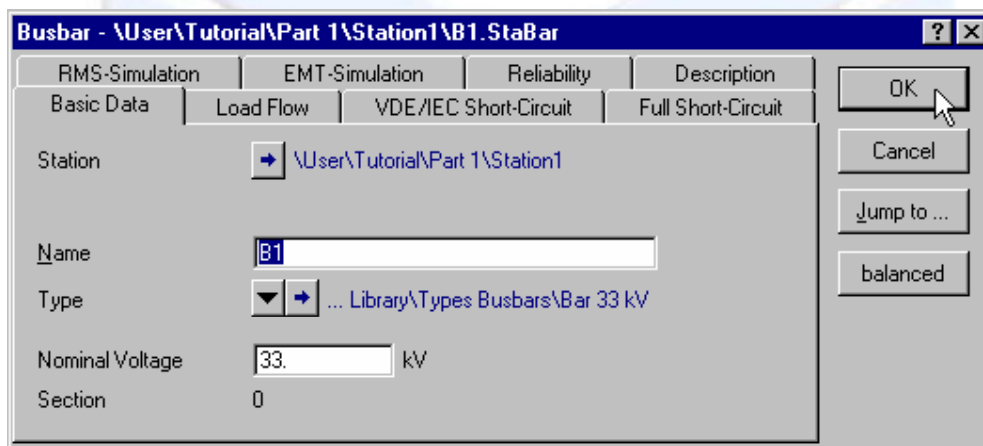 Busbar - \User\Tutorial\Part 1\Station1\B1.StaBar
RMS-Simulation EMT-Simulation Reliability Description
Basic Data Load Flow VDE/IEC Short-Circuit Full Short-Circuit
OK
Cancel
Jump to ...
balanced
Station \User\Tutorial\Part 1\Station1
Name B1
Type ... Library\Types Busbars\Bar 33 kV
Nominal Voltage 33. kV
Section 0